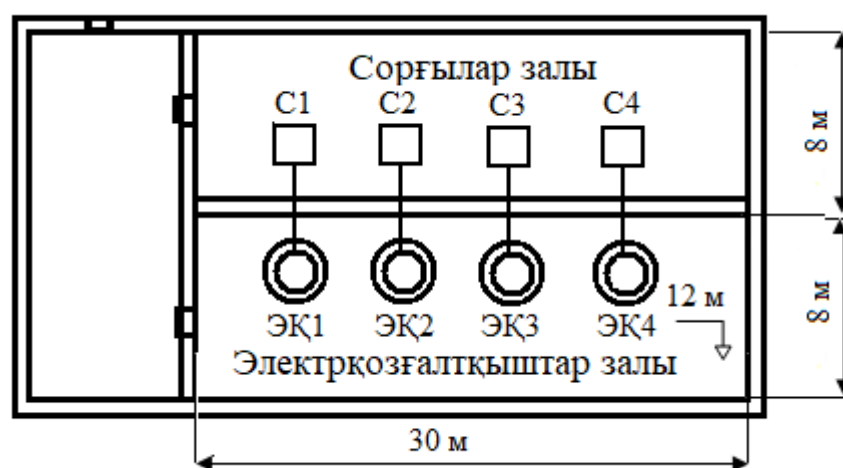 Сорғылар залы
С1 С2 С3 С4
8 м
ЭҚ1 ЭҚ2 ЭҚ3 ЭҚ4
12 м
8 м
Электрқозғалтқыштар залы
30 м